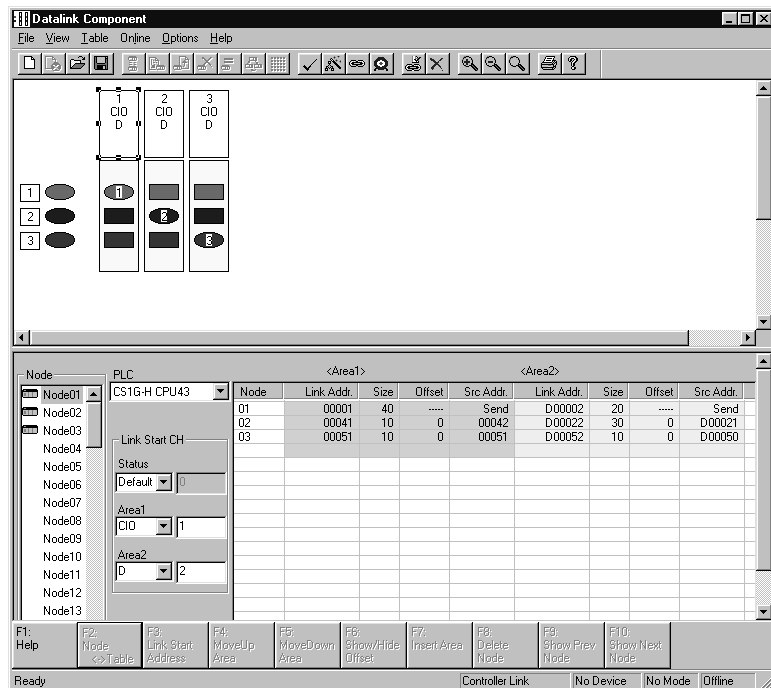 Datalink Component
File View Table Online Options Help
1 2 3
CIO CIO CIO
D D D
1 1
2 2
3 3
Node
Node01
Node02
Node03
Node04
Node05
Node06
Node07
Node08
Node09
Node10
Node11
Node12
Node13
PLC
CS1G-H CPU43
Link Start CH
Status
Default 0
Area1
CIO 1
Area2
D 2
<Area1> <Area2>
Node Link Addr. Size Offset Src Addr. Link Addr. Size Offset Src Addr.
01 00001 40 ----- Send D00002 20 ----- Send
02 00041 10 0 00042 D00022 30 0 D00021
03 00051 10 0 00051 D00052 10 0 D00050
F1:
Help
F2:
Node
<->Table
F3:
Link Start
Address
F4:
MoveUp
Area
F5:
MoveDown
Area
F6:
Show/Hide
Offset
F7:
Insert Area
F8:
Delete
Node
F9:
Show Prev
Node
F10:
Show Next
Node
Ready Controller Link No Device No Mode Offline